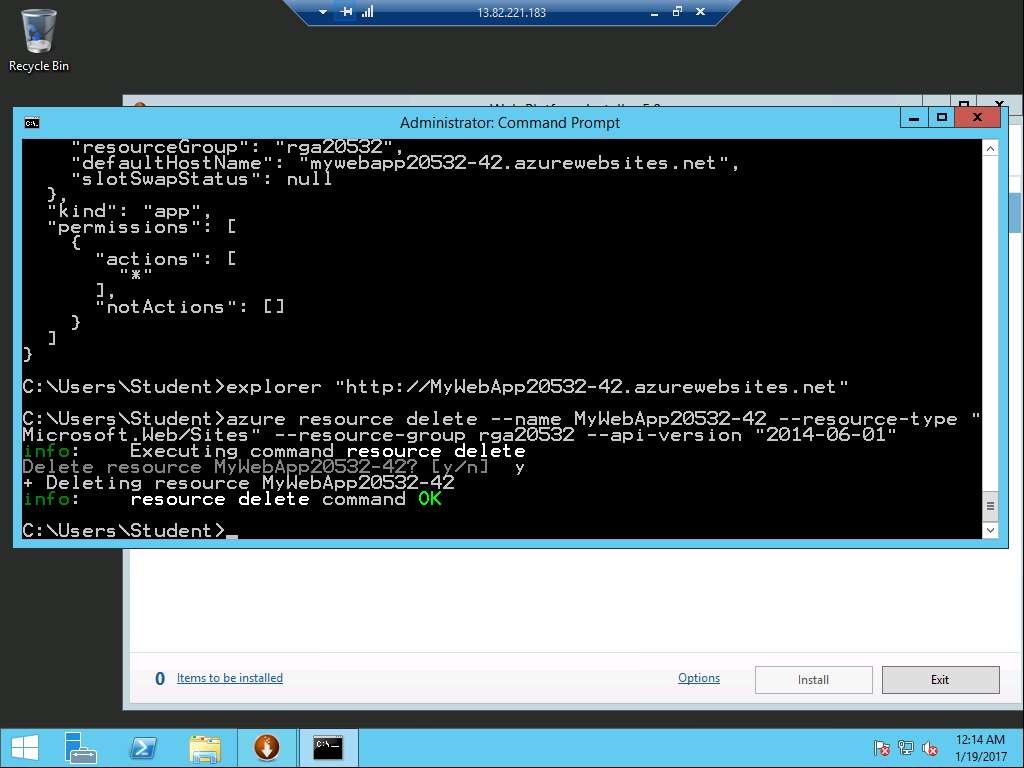 13.82.221.183
Recycle Bin
Administrator: Command Prompt
"resourceGroup": "rga20532",
"defaultHostName": "mywebapp20532-42.azurewebsites.net",
"slotSwapStatus": null
},
"kind": "app",
"permissions": [
{
"actions": [
"*"
],
"notActions": []
}
]
}
C:\Users\Student>explorer "http://MyWebApp20532-42.azurewebsites.net"
C:\Users\Student>azure resource delete --name MyWebApp20532-42 --resource-type "
Microsoft.Web/Sites" --resource-group rga20532 --api-version "2014-06-01"
info: Executing command resource delete
Delete resource MyWebApp20532-42? [y/n] y
+ Deleting resource MyWebApp20532-42
info: resource delete command OK
C:\Users\Student>_
0 Items to be installed
Options
Install
Exit
12:14 AM
1/19/2017